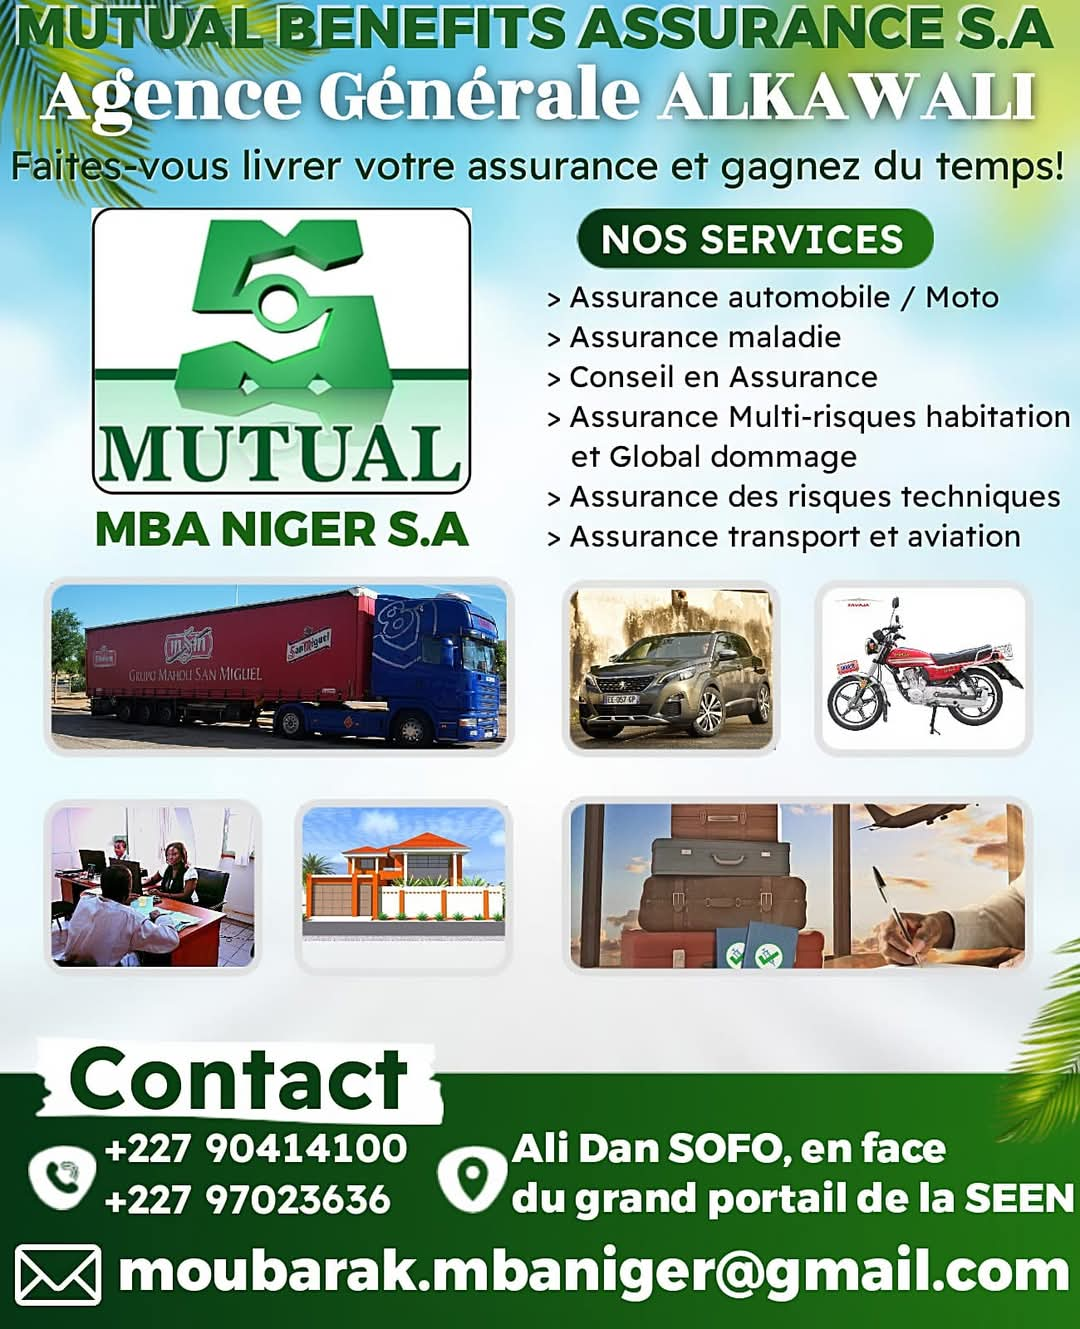 MUTUAL BENEFITS ASSURANCE S.A
Agence Générale ALKAWALI
Faites-vous livrer votre assurance et gagnez du temps!
MUTUAL
MBA NIGER S.A
NOS SERVICES
> Assurance automobile / Moto
> Assurance maladie
> Conseil en Assurance
> Assurance Multi-risques habitation
et Global dommage
> Assurance des risques techniques
> Assurance transport et aviation
GRUPO MAHOU SAN MIGUEL
San Miguel
EE-057-GP
Contact
+227 90414100
+227 97023636
Ali Dan SOFO, en face
du grand portail de la SEEN
moubarak.mbaniger@gmail.com